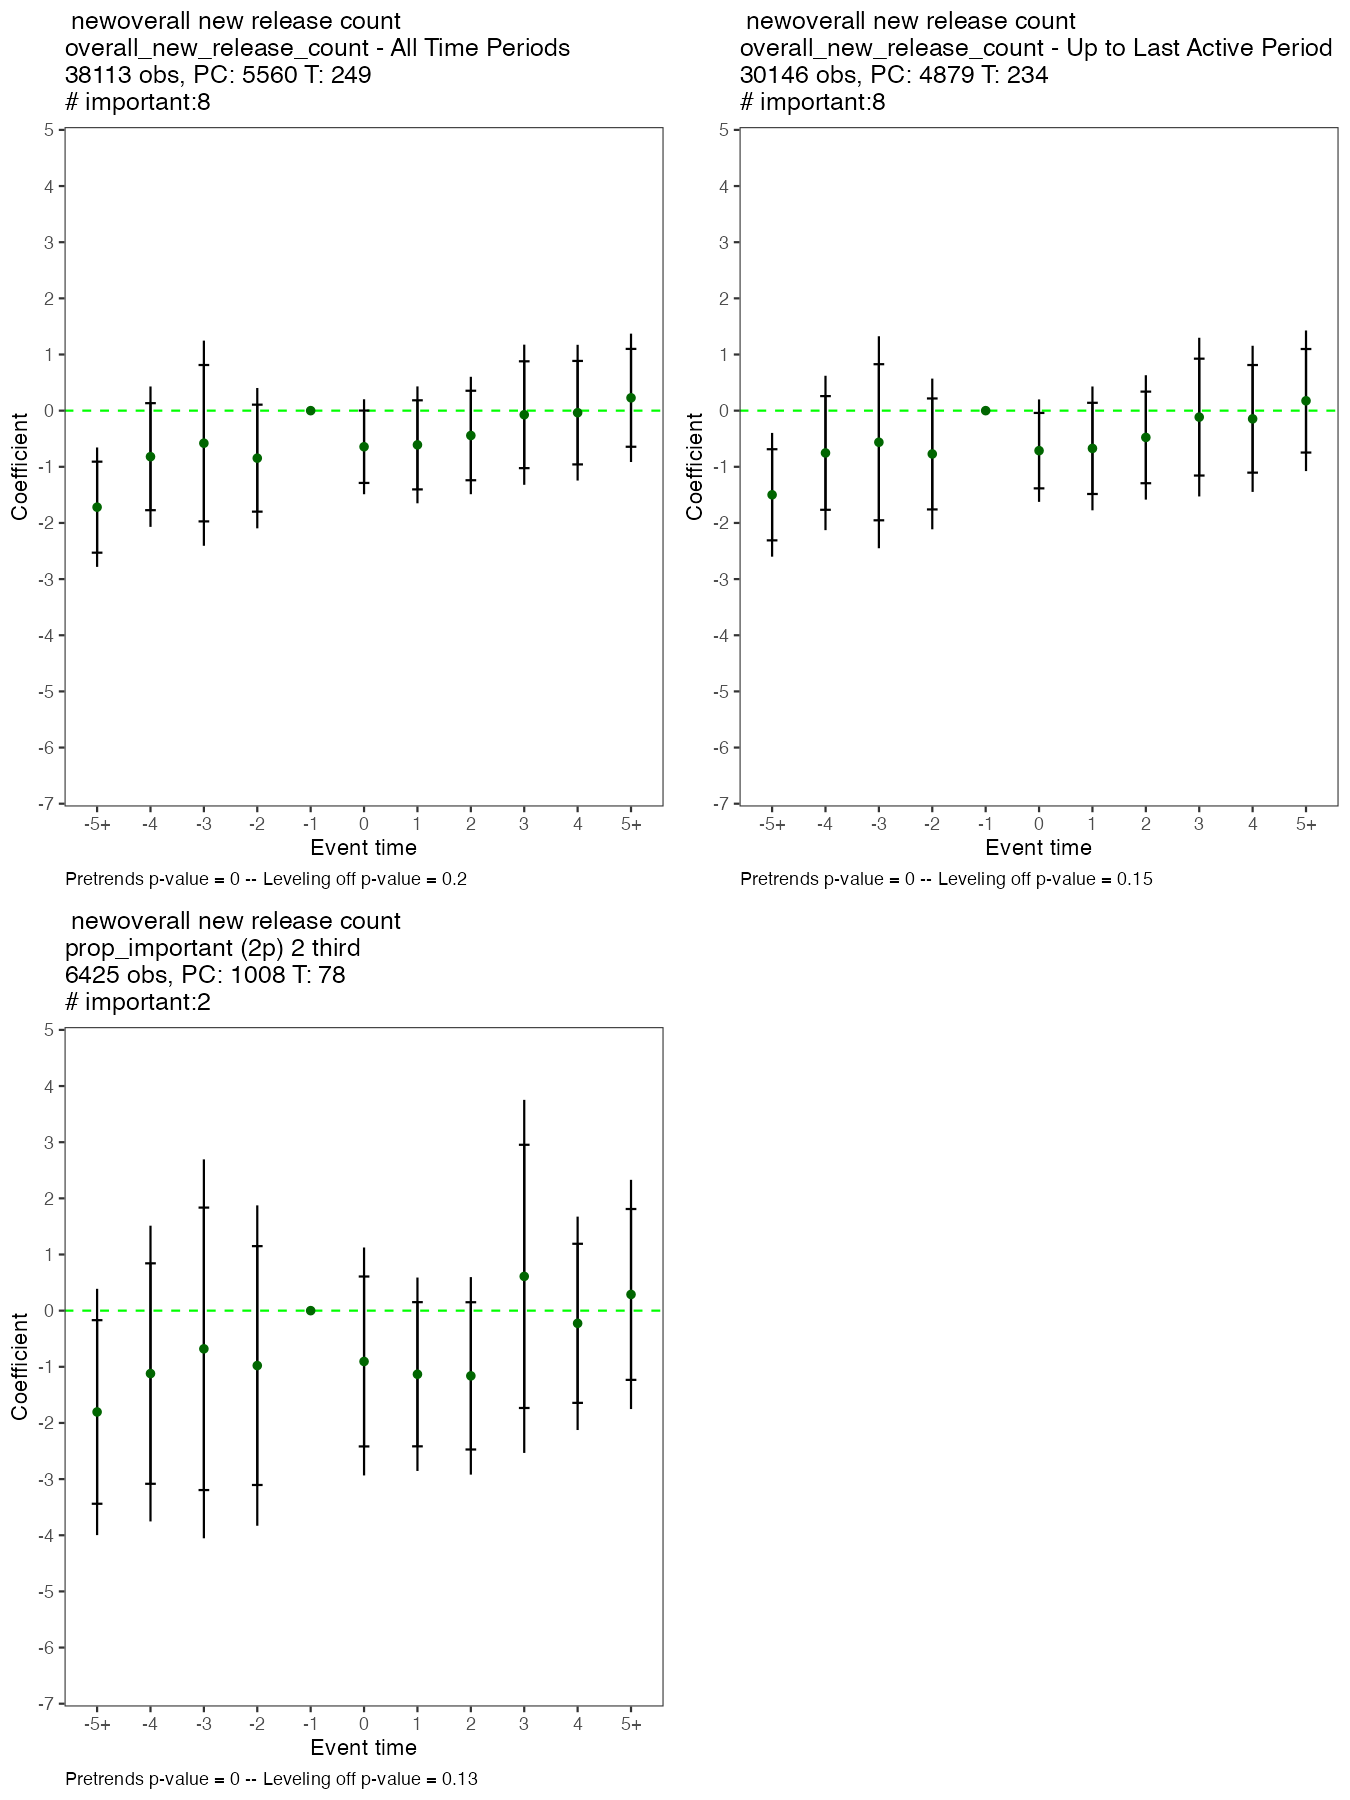 newoverall new release count
overall_new_release_count - All Time Periods
38113 obs, PC: 5560 T: 249
# important:8
5
4
3
2
1
0
-1
-2
-3
-4
-5
-6
-7
Coefficient
-5+ -4 -3 -2 -1 0 1 2 3 4 5+
Event time
Pretrends p-value = 0 -- Leveling off p-value = 0.2
newoverall new release count
overall_new_release_count - Up to Last Active Period
30146 obs, PC: 4879 T: 234
# important:8
5
4
3
2
1
0
-1
-2
-3
-4
-5
-6
-7
Coefficient
-5+ -4 -3 -2 -1 0 1 2 3 4 5+
Event time
Pretrends p-value = 0 -- Leveling off p-value = 0.15
newoverall new release count
prop_important (2p) 2 third
6425 obs, PC: 1008 T: 78
# important:2
5
4
3
2
1
0
-1
-2
-3
-4
-5
-6
-7
Coefficient
-5+ -4 -3 -2 -1 0 1 2 3 4 5+
Event time
Pretrends p-value = 0 -- Leveling off p-value = 0.13